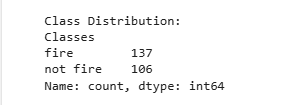 Class Distribution:
Classes
fire        137
not fire    106
Name: count, dtype: int64